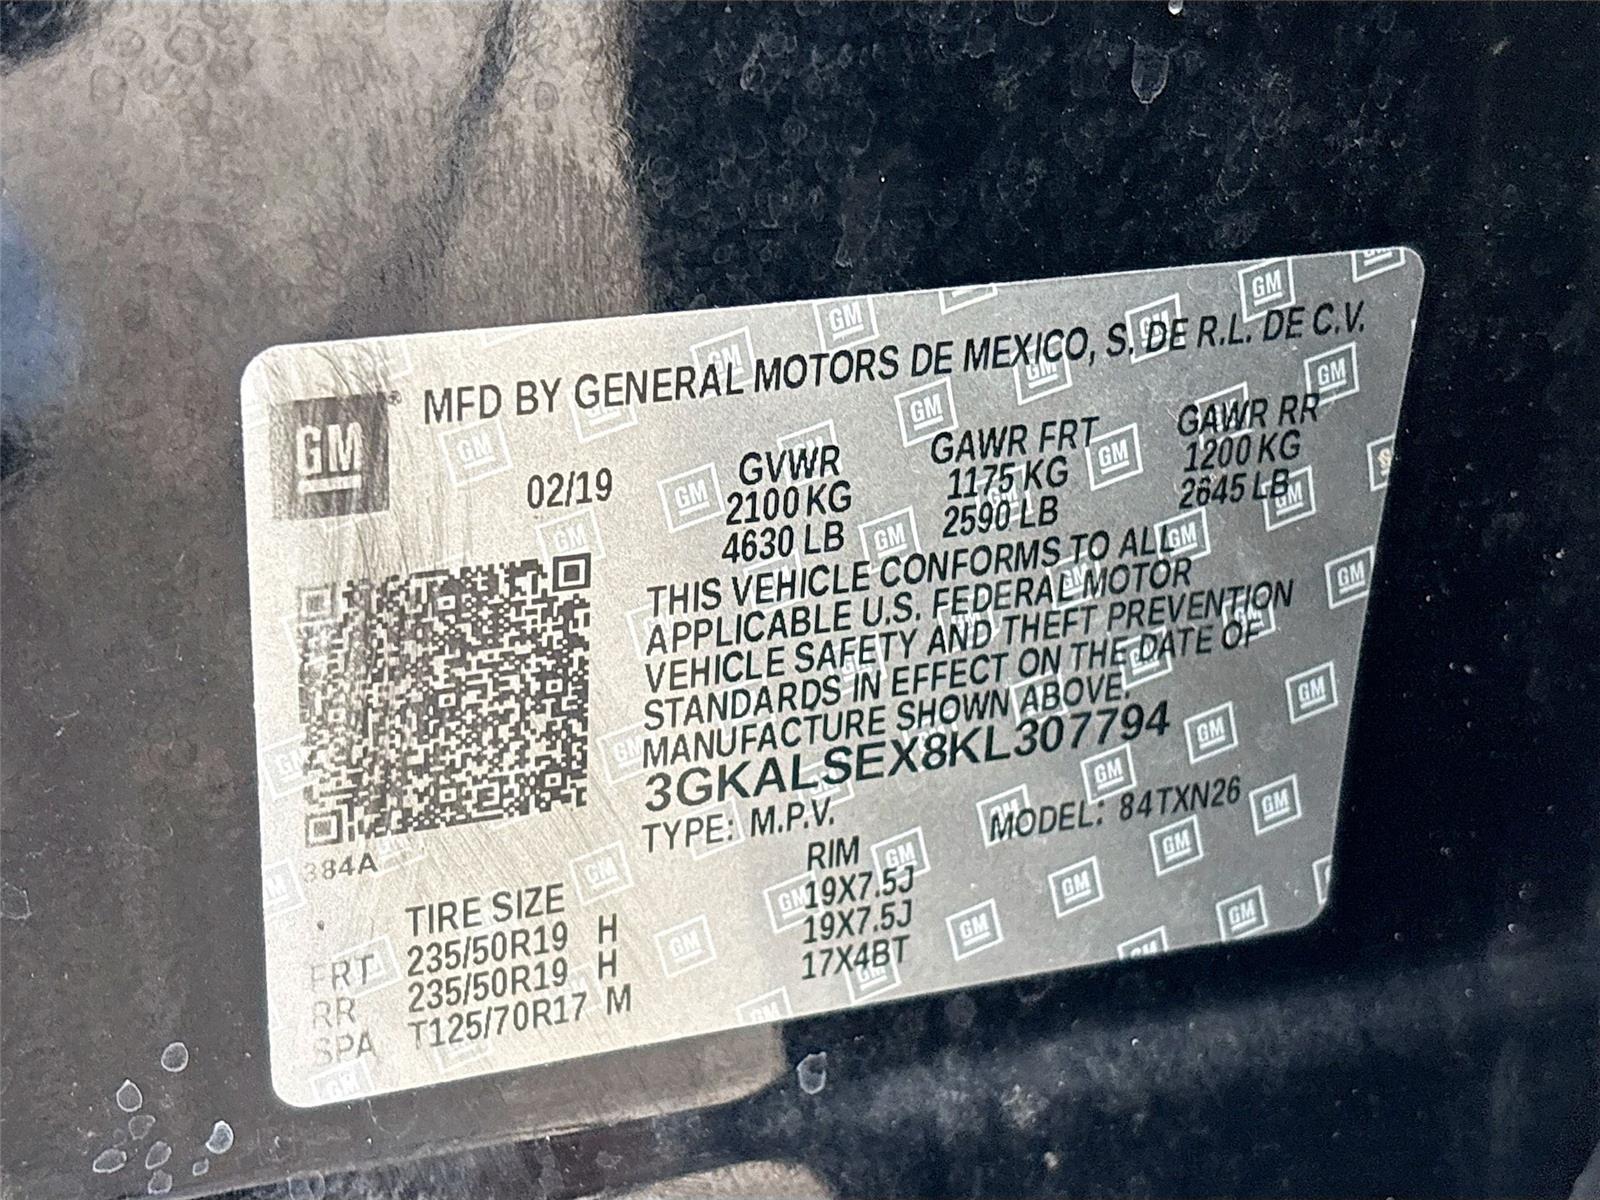 GM® MFD BY GENERAL MOTORS DE MEXICO, S. DE R.L. DE C.V.
02/19 GVWR GAWR FRT GAWR RR
2100 KG 1175 KG 1200 KG
4630 LB 2590 LB 2645 LB
THIS VEHICLE CONFORMS TO ALL
APPLICABLE U.S. FEDERAL MOTOR
VEHICLE SAFETY AND THEFT PREVENTION
STANDARDS IN EFFECT ON THE DATE OF
MANUFACTURE SHOWN ABOVE.
3GKALSEX8KL307794
TYPE: M.P.V. MODEL: 84TXN26
384A
TIRE SIZE RIM
FRT 235/50R19 H 19X7.5J
RR 235/50R19 H 19X7.5J
SPA T125/70R17 M 17X4BT